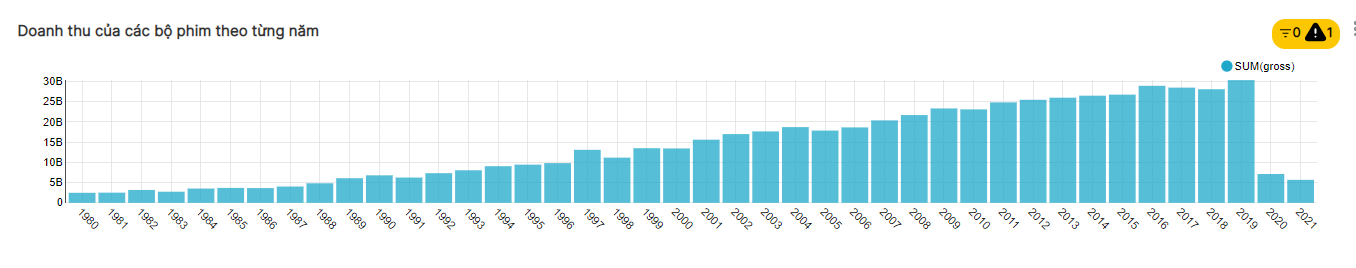 Doanh thu của các bộ phim theo từng năm
0 1
SUM(gross)
30B
25B
20B
15B
10B
5B
0
1980 1981 1982 1983 1984 1985 1986 1987 1988 1989 1990 1991 1992 1993 1994 1995 1996 1997 1998 1999 2000 2001 2002 2003 2004 2005 2006 2007 2008 2009 2010 2011 2012 2013 2014 2015 2016 2017 2018 2019 2020 2021